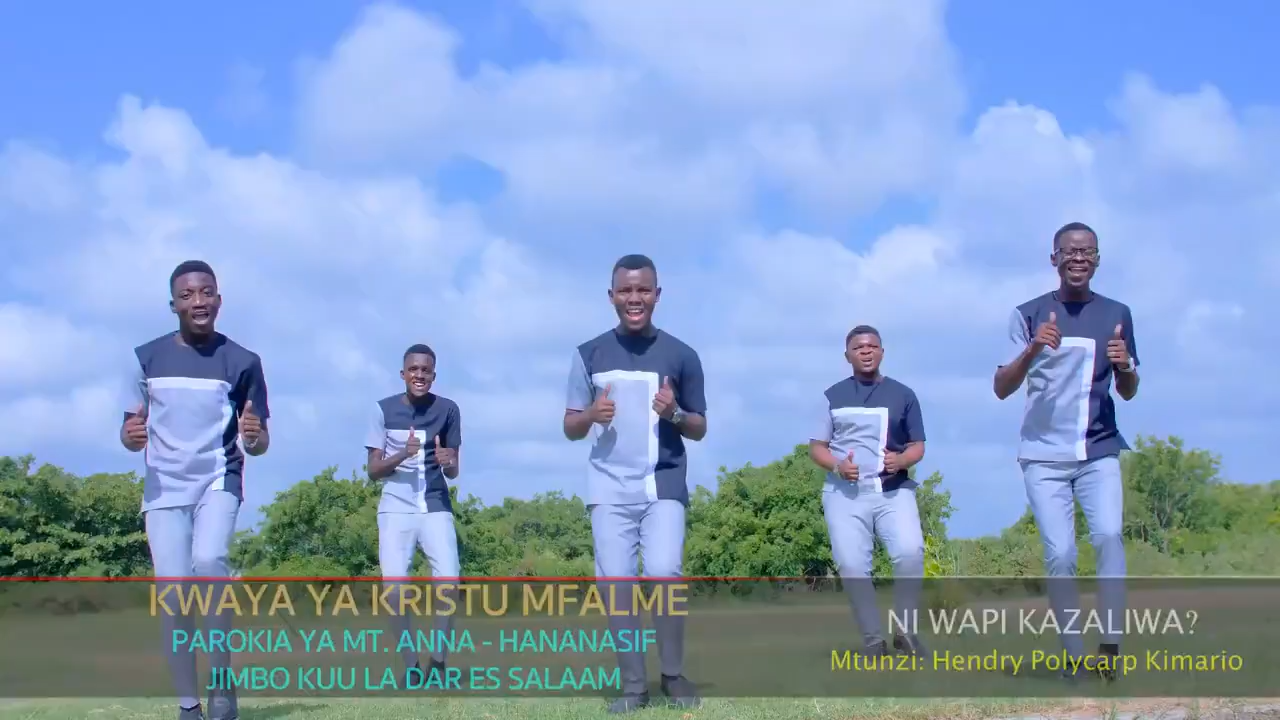 KWAYA YA KRISTU MFALME
PAROKIA YA MT. ANNA - HANANASIF
JIMBO KUU LA DAR ES SALAAM
NI WAPI KAZALIWA?
Mtunzi: Hendry Polycarp Kimario